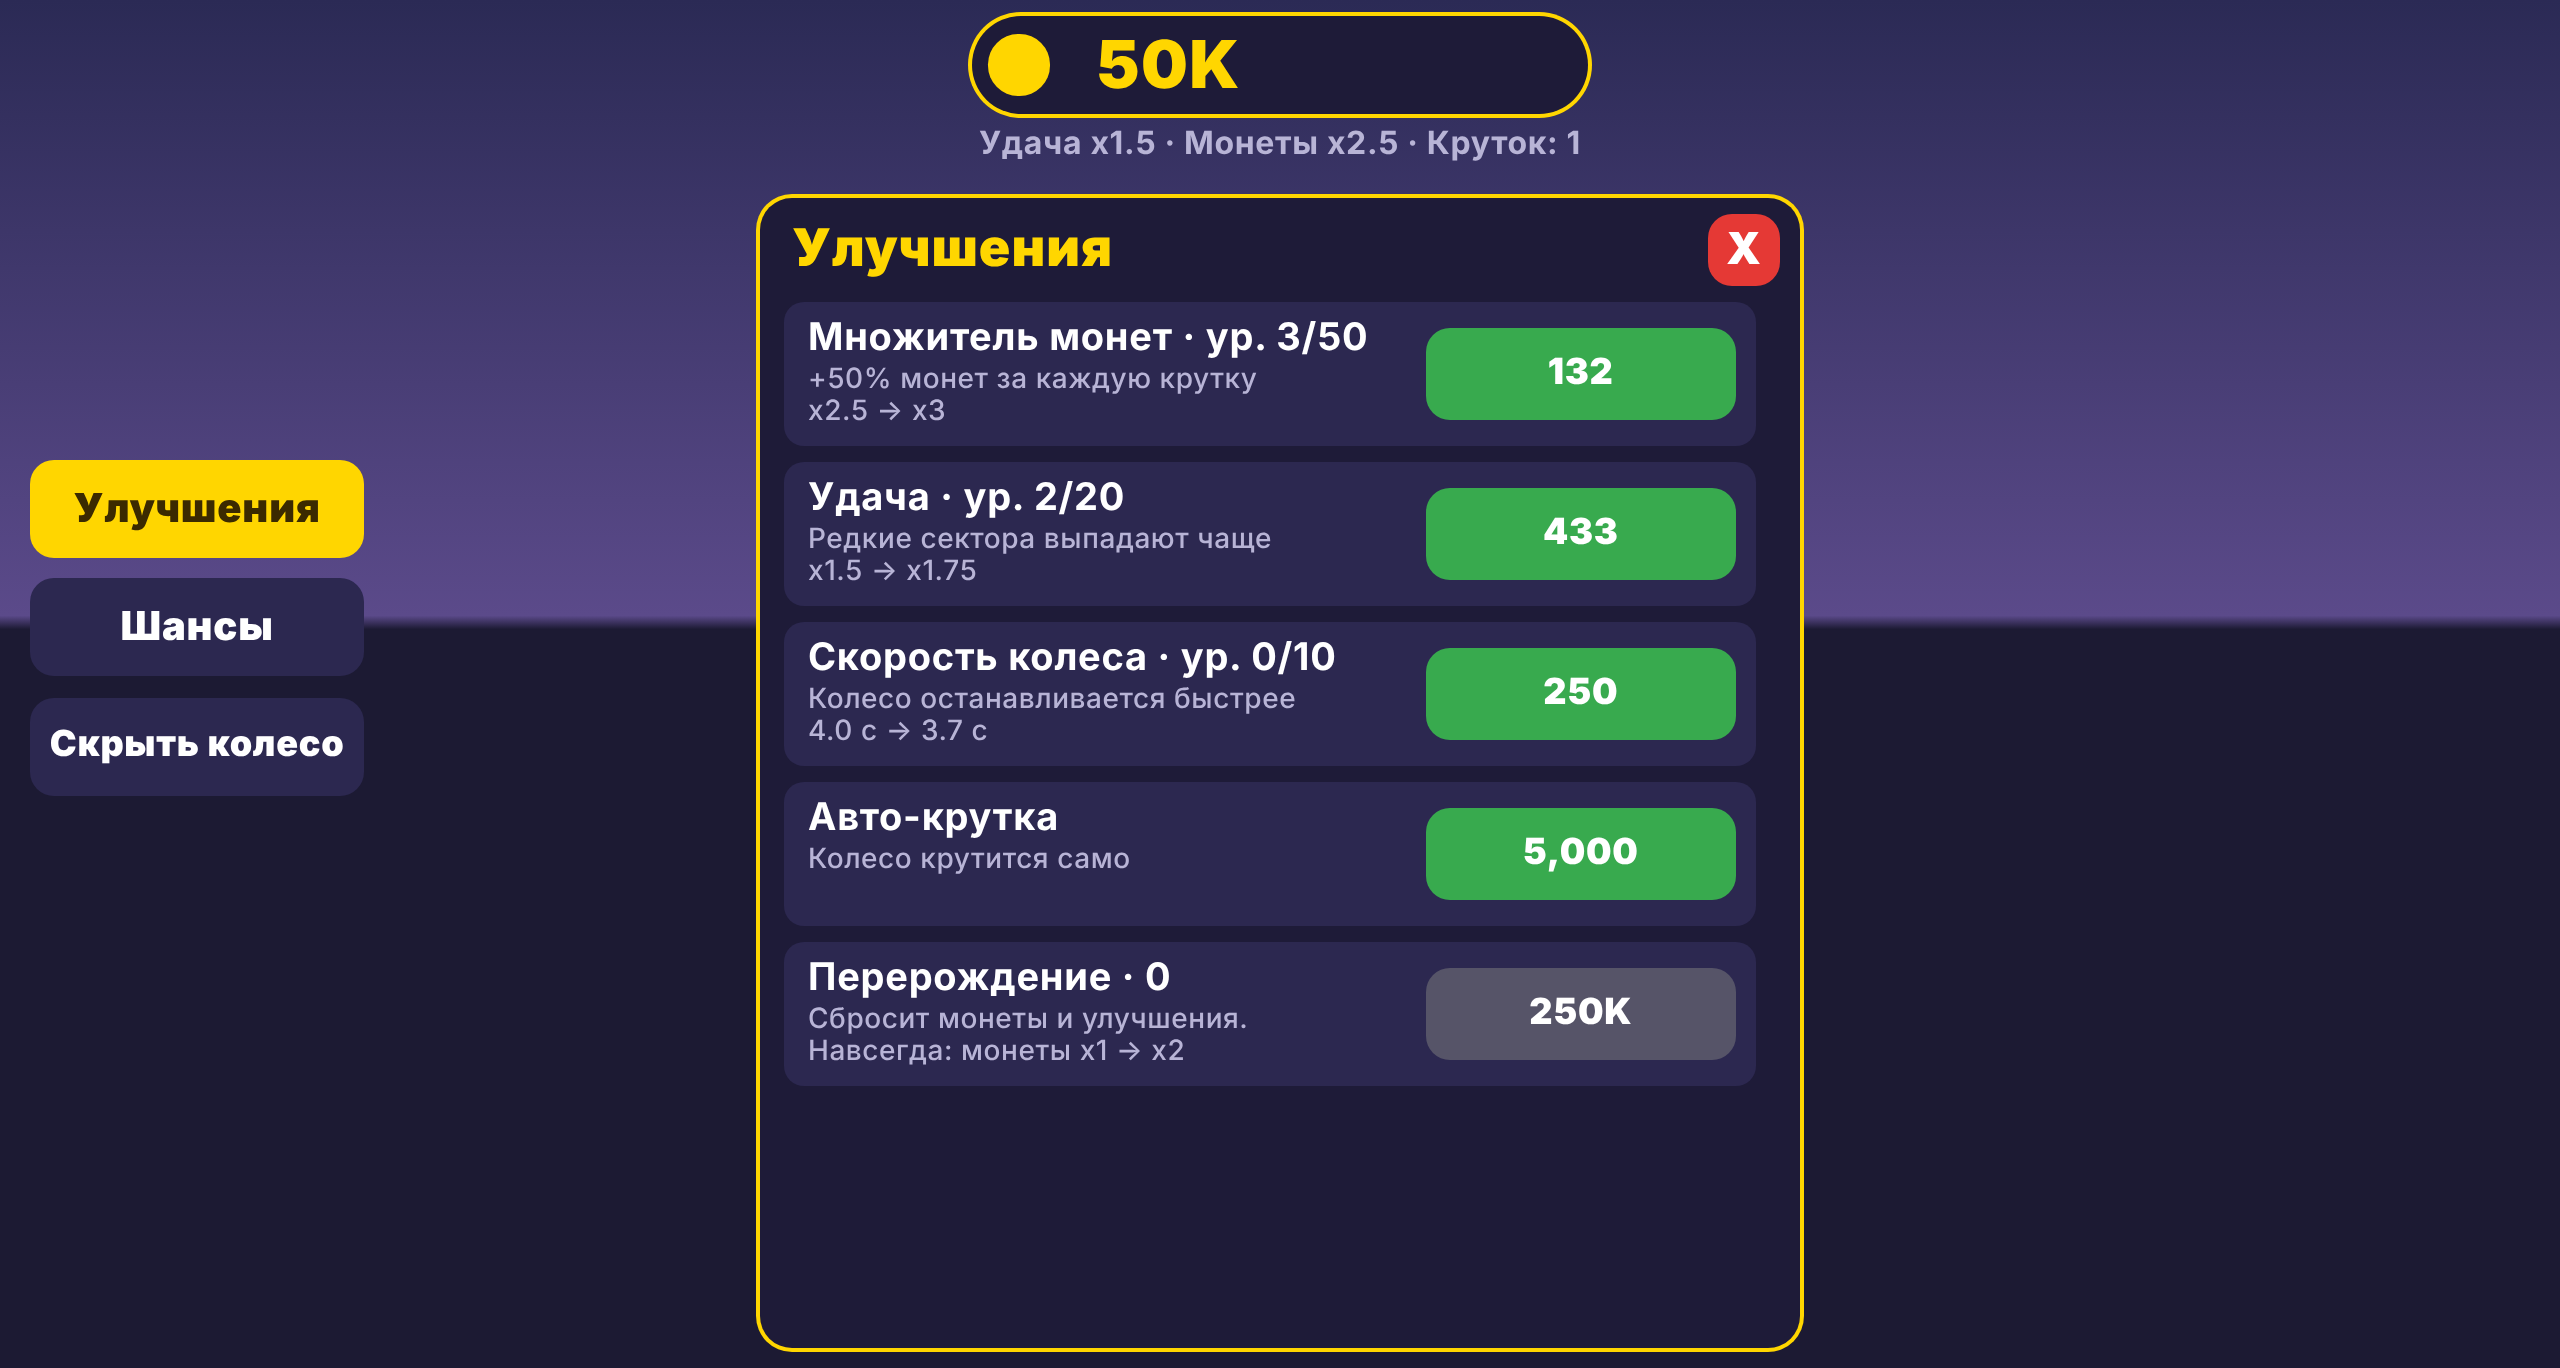 50K
Удача x1.5 · Монеты x2.5 · Круток: 1
Улучшения
X
Множитель монет · ур. 3/50
+50% монет за каждую крутку
x2.5 → x3
132
Удача · ур. 2/20
Редкие сектора выпадают чаще
x1.5 → x1.75
433
Скорость колеса · ур. 0/10
Колесо останавливается быстрее
4.0 с → 3.7 с
250
Авто-крутка
Колесо крутится само
5,000
Перерождение · 0
Сбросит монеты и улучшения.
Навсегда: монеты x1 → x2
250K
Улучшения
Шансы
Скрыть колесо